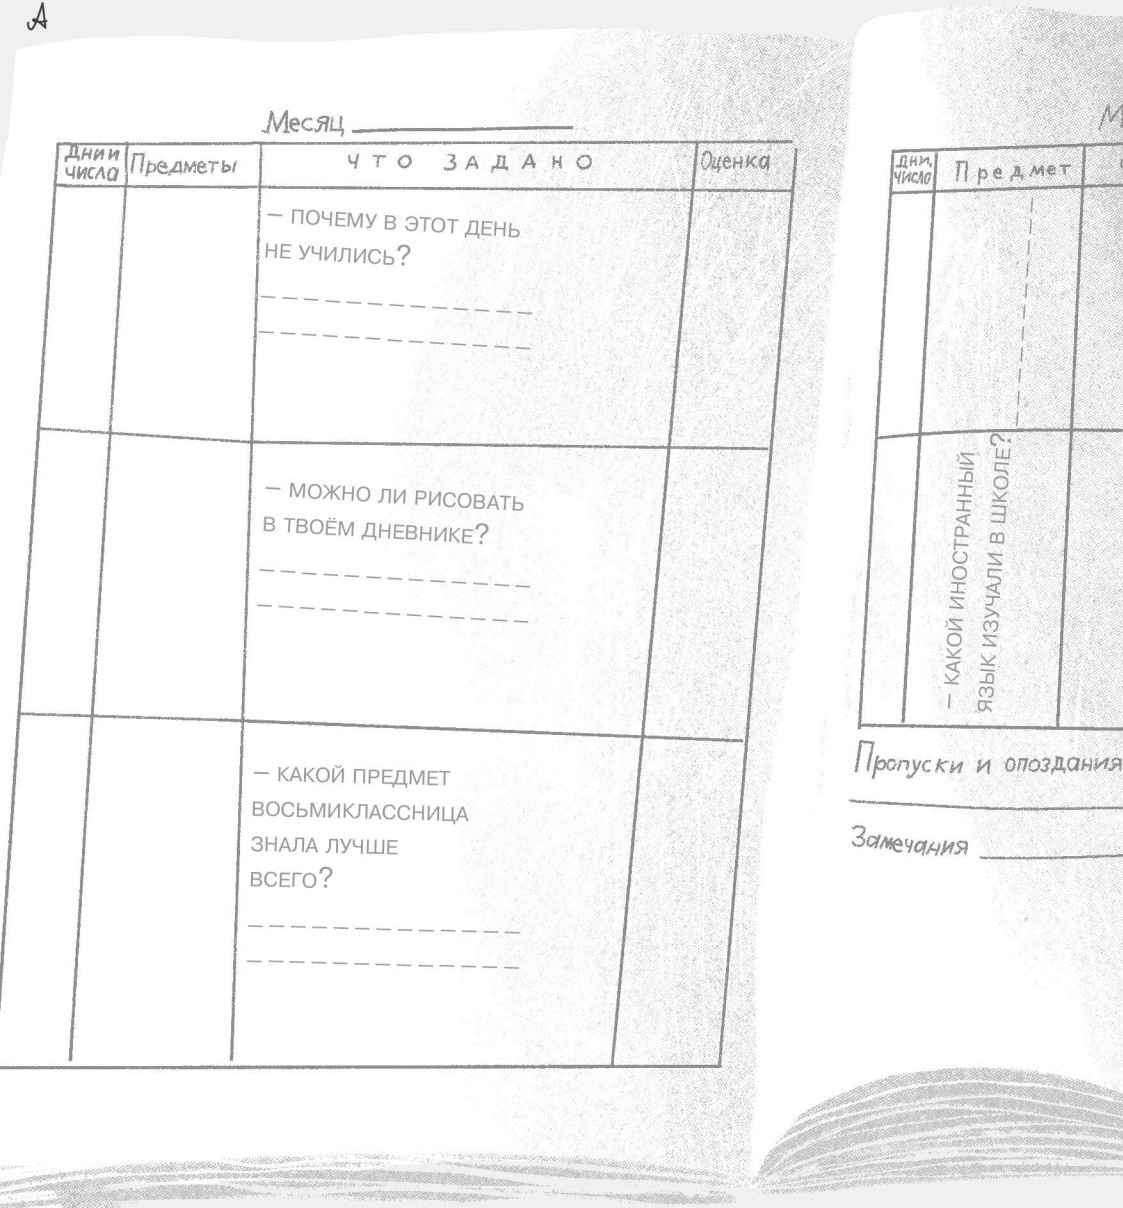 А
Месяц
Дни и числа Предметы ЧТО ЗАДАНО Оценка
– ПОЧЕМУ В ЭТОТ ДЕНЬ
НЕ УЧИЛИСЬ?
– МОЖНО ЛИ РИСОВАТЬ
В ТВОЁМ ДНЕВНИКЕ?
– КАКОЙ ПРЕДМЕТ
ВОСЬМИКЛАССНИЦА
ЗНАЛА ЛУЧШЕ
ВСЕГО?
Дни, число Предмет
– КАКОЙ ИНОСТРАННЫЙ
ЯЗЫК ИЗУЧАЛИ В ШКОЛЕ?
Пропуски и опоздания
Замечания